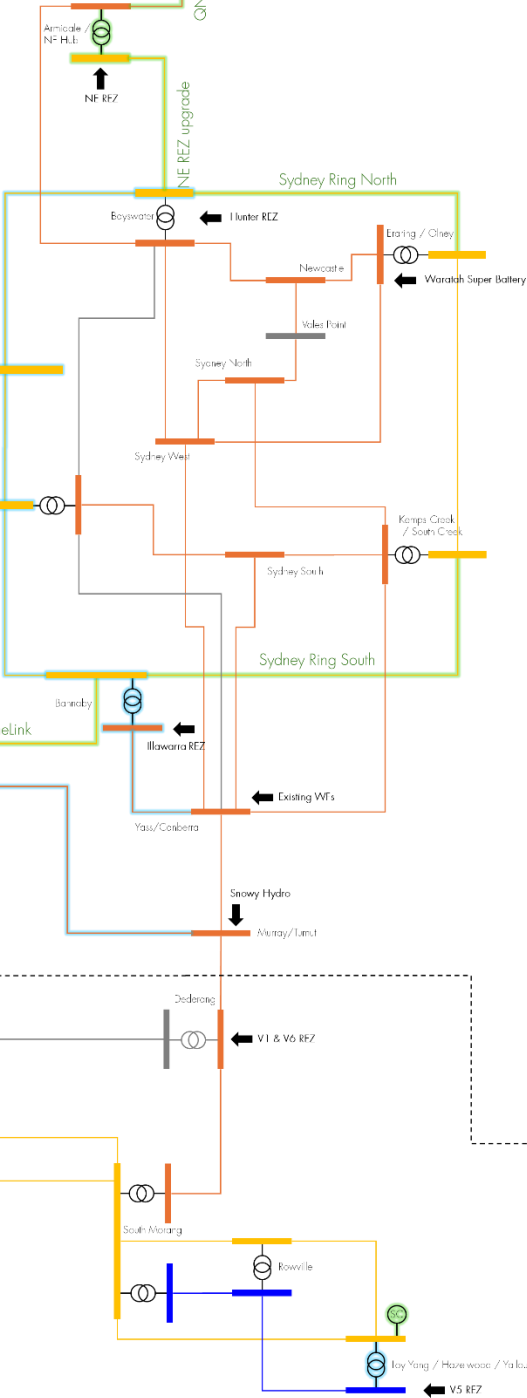 QN
Armidale /
NE Hub
NE REZ
NE REZ upgrade
Sydney Ring North
Bayswater
Hunter REZ
Eraring / Olney
Newcastle
Waratah Super Battery
Vales Point
Sydney North
Sydney West
Kemps Creek
/ South Creek
Sydney South
Sydney Ring South
Bannaby
eLink
Illawarra REZ
Existing WFs
Yass/Canberra
Snowy Hydro
Murray/Tumut
Dederang
V1 & V6 REZ
South Morang
Rowville
SC
Loy Yang / Hazelwood / Yallo..
V5 REZ